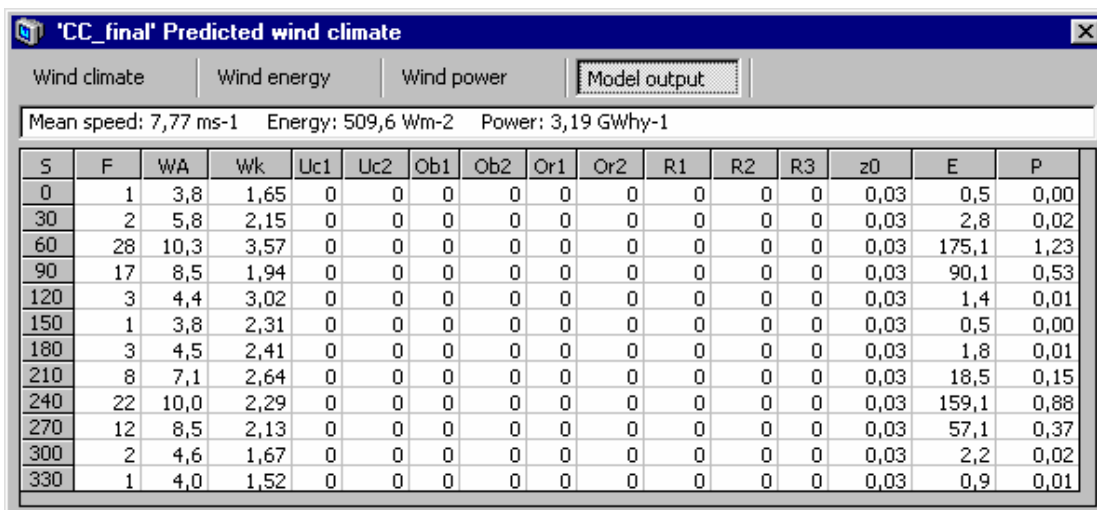 'CC_final' Predicted wind climate
Wind climate Wind energy Wind power Model output
Mean speed: 7,77 ms-1 Energy: 509,6 Wm-2 Power: 3,19 GWhy-1
S F WA Wk Uc1 Uc2 Ob1 Ob2 Or1 Or2 R1 R2 R3 z0 E P
0 1 3,8 1,65 0 0 0 0 0 0 0 0 0 0,03 0,5 0,00
30 2 5,8 2,15 0 0 0 0 0 0 0 0 0 0,03 2,8 0,02
60 28 10,3 3,57 0 0 0 0 0 0 0 0 0 0,03 175,1 1,23
90 17 8,5 1,94 0 0 0 0 0 0 0 0 0 0,03 90,1 0,53
120 3 4,4 3,02 0 0 0 0 0 0 0 0 0 0,03 1,4 0,01
150 1 3,8 2,31 0 0 0 0 0 0 0 0 0 0,03 0,5 0,00
180 3 4,5 2,41 0 0 0 0 0 0 0 0 0 0,03 1,8 0,01
210 8 7,1 2,64 0 0 0 0 0 0 0 0 0 0,03 18,5 0,15
240 22 10,0 2,29 0 0 0 0 0 0 0 0 0 0,03 159,1 0,88
270 12 8,5 2,13 0 0 0 0 0 0 0 0 0 0,03 57,1 0,37
300 2 4,6 1,67 0 0 0 0 0 0 0 0 0 0,03 2,2 0,02
330 1 4,0 1,52 0 0 0 0 0 0 0 0 0 0,03 0,9 0,01